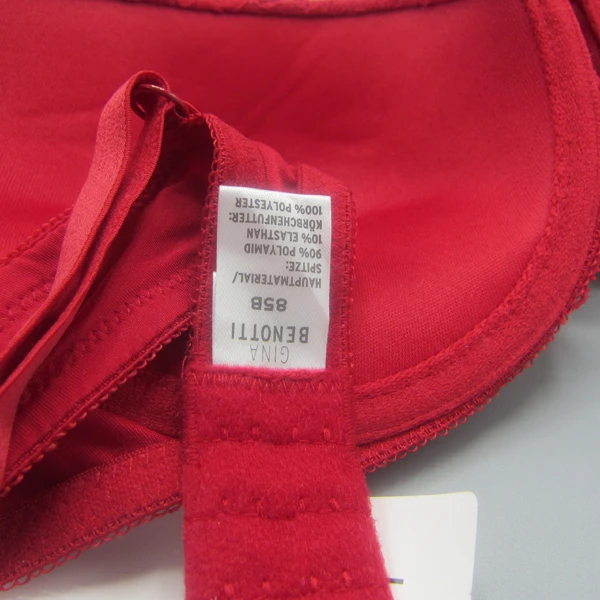 GINA
BENOTTI
85B
HAUPTMATERIAL/
SPITZE:
90% POLYAMID
10% ELASTHAN
KÖRBCHENFUTTER:
100% POLYESTER